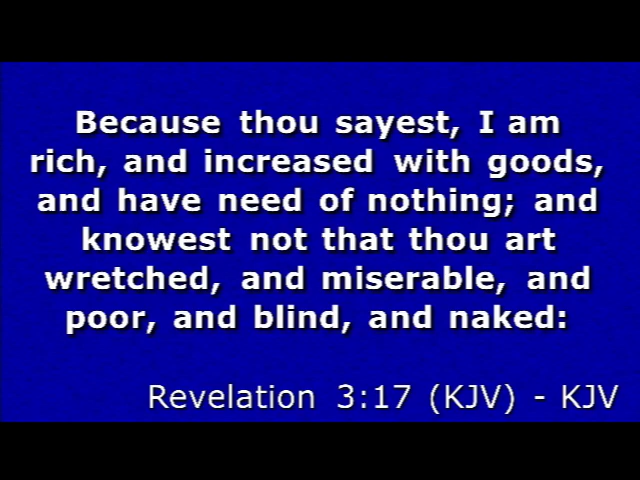 Because thou sayest, I am
rich, and increased with goods,
and have need of nothing; and
knowest not that thou art
wretched, and miserable, and
poor, and blind, and naked:
Revelation 3:17 (KJV) - KJV